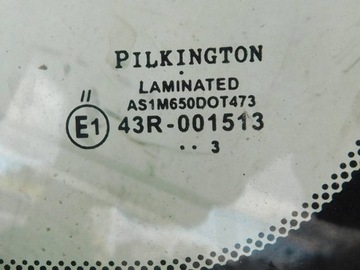 PILKINGTON
LAMINATED
II
AS1M650DOT473
E1 43R-001513
.. 3